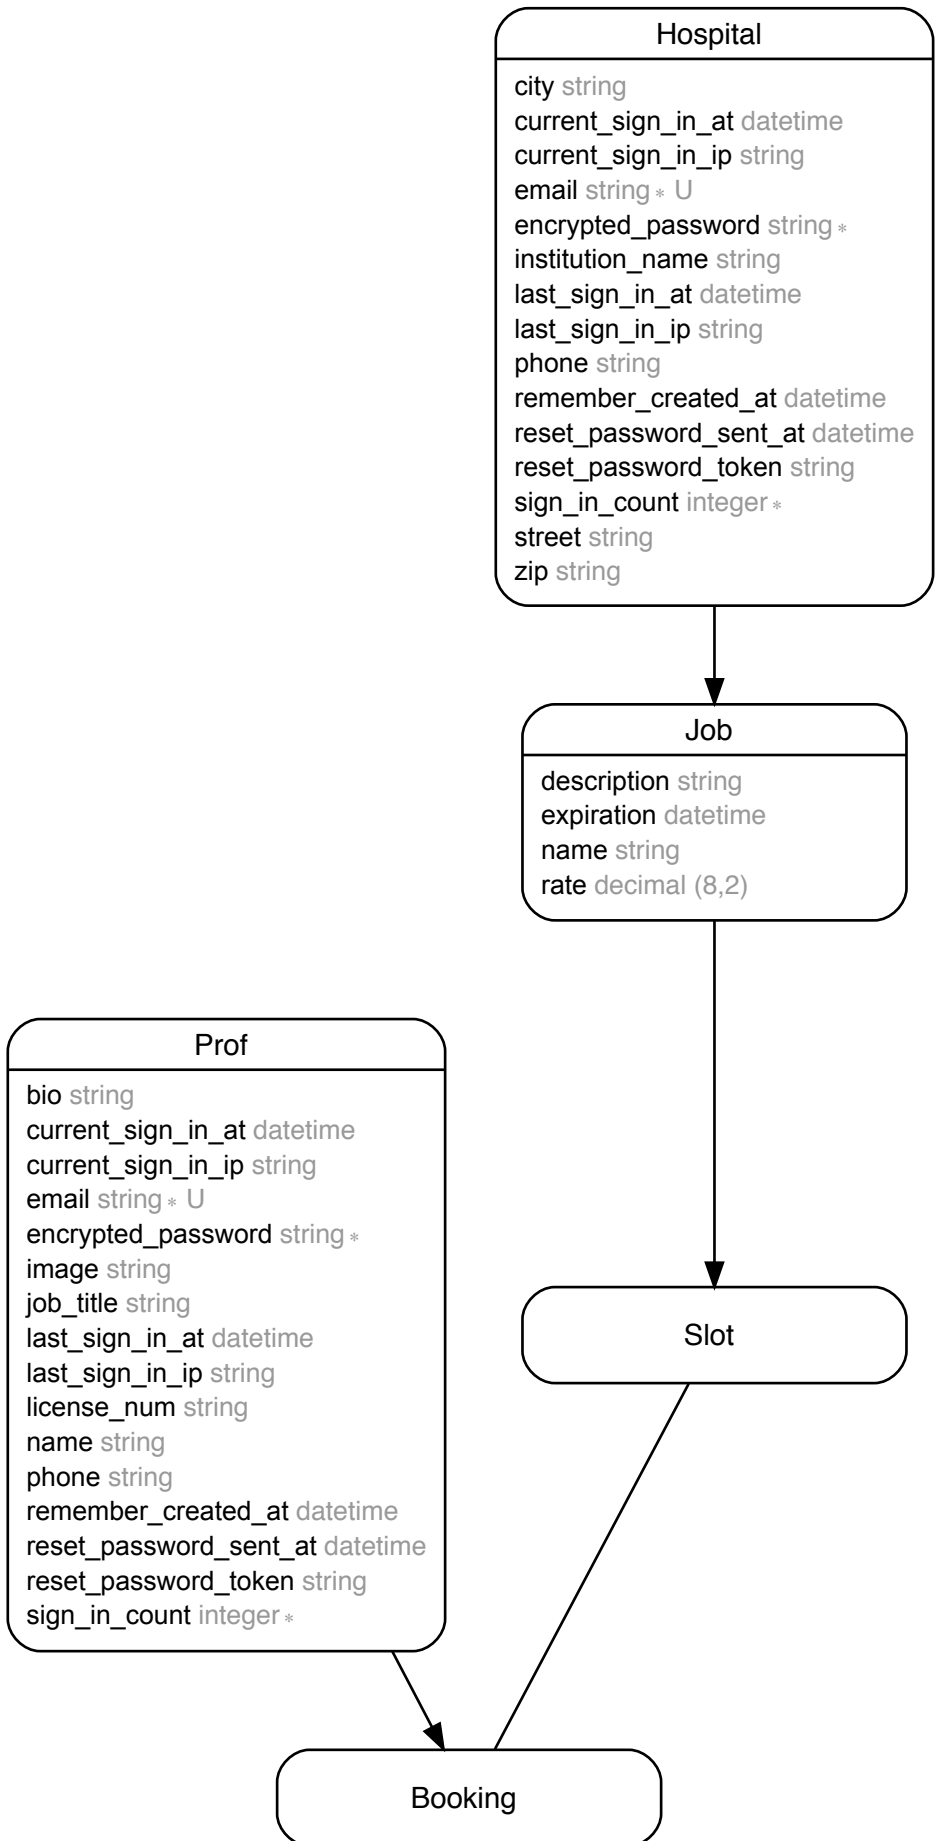 Hospital
city string
current_sign_in_at datetime
current_sign_in_ip string
email string * U
encrypted_password string *
institution_name string
last_sign_in_at datetime
last_sign_in_ip string
phone string
remember_created_at datetime
reset_password_sent_at datetime
reset_password_token string
sign_in_count integer *
street string
zip string
Job
description string
expiration datetime
name string
rate decimal (8,2)
Prof
bio string
current_sign_in_at datetime
current_sign_in_ip string
email string * U
encrypted_password string *
image string
job_title string
last_sign_in_at datetime
last_sign_in_ip string
license_num string
name string
phone string
remember_created_at datetime
reset_password_sent_at datetime
reset_password_token string
sign_in_count integer *
Slot
Booking